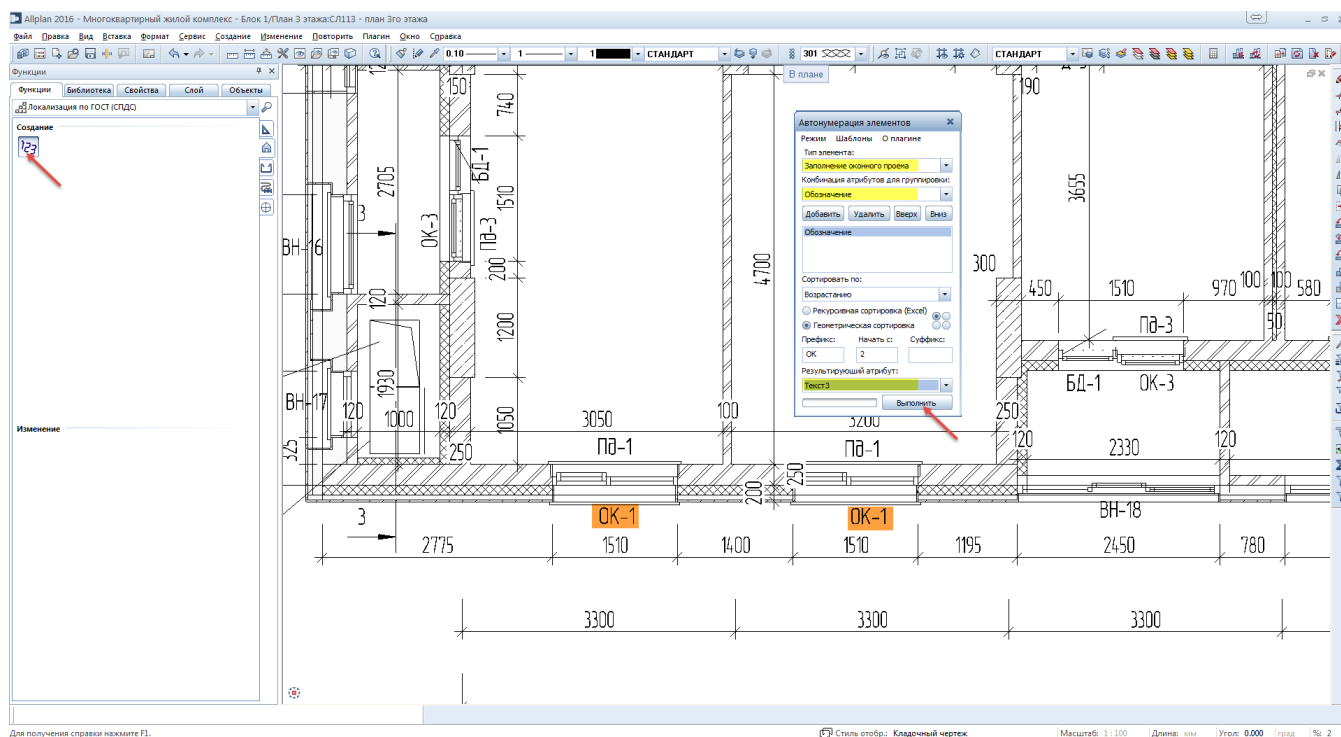 Allplan 2016 - Многоквартирный жилой комплекс - Блок 1/План 3 этажа:СЛ113 - план 3го этажа
Файл Правка Вид Вставка Формат Сервис Создание Изменение Повторить Плагин Окно Справка
0.10 1 1 СТАНДАРТ 301 СТАНДАРТ
Функции
Функции Библиотека Свойства Слой Объекты
Локализация по ГОСТ (СПДС)
Создание
123
Изменение
В плане
Автонумерация элементов
Режим Шаблоны О плагине
Тип элемента:
Заполнение оконного проема
Комбинация атрибутов для группировки:
Обозначение
Добавить Удалить Вверх Вниз
Обозначение
Сортировать по:
Возрастанию
Рекурсивная сортировка (Excel)
Геометрическая сортировка
Префикс: Начать с: Суффикс:
ОК 2
Результирующий атрибут:
Текст3
Выполнить
150
740
190
БД-1
2705
1510
3655
3
ОК-3
Пд-3
ВН-16
200
4700
300
450 1510 970 100 100 580
120
1200
Пд-3
50
1930
БД-1 ОК-3
ВН-17
120 1000 120
1050
3050 100 3200 250
325
250
Пд-1 Пд-1
120 2330 120
250
200
ОК-1 ОК-1 ВН-18
3
2775 1510 1400 1510 1195 2450 780
3300 3300 3300
Для получения справки нажмите F1.
Стиль отобр.: Кладочный чертеж Масштаб: 1:100 Длина: мм Угол: 0.000 град %: 2